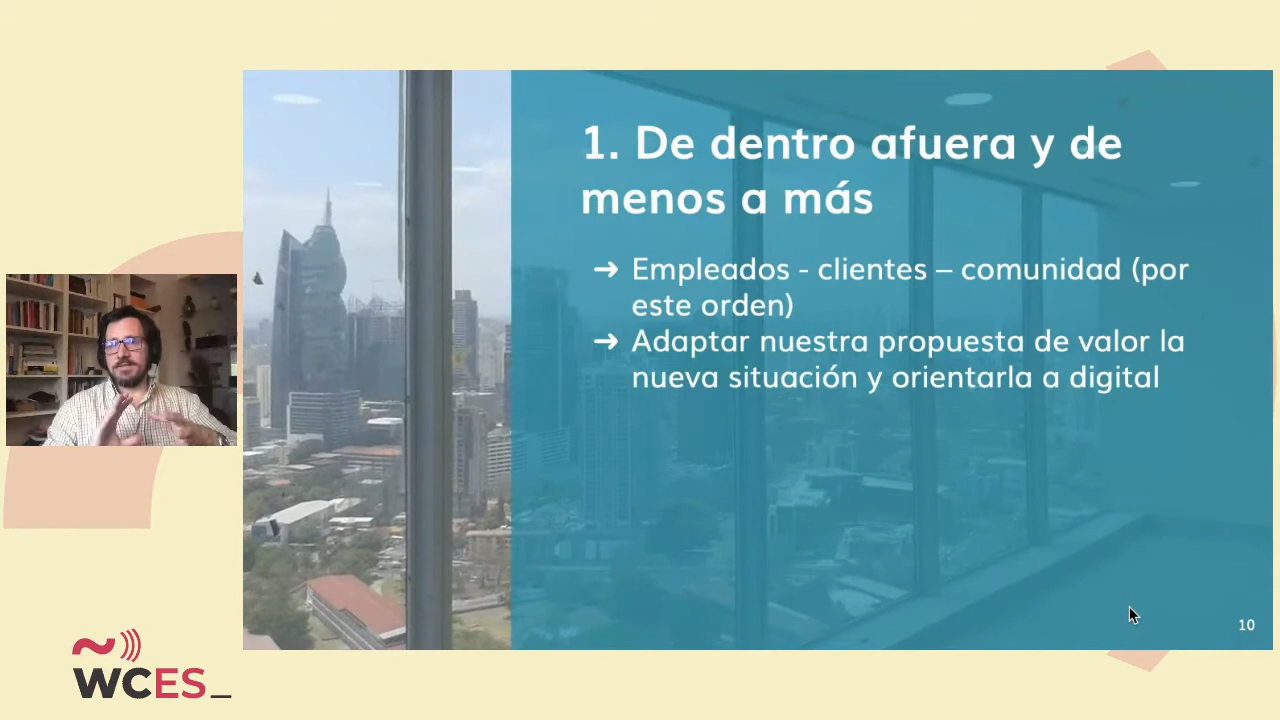 1. De dentro afuera y de
menos a más
➜ Empleados - clientes – comunidad (por
este orden)
➜ Adaptar nuestra propuesta de valor la
nueva situación y orientarla a digital
10
WCES_